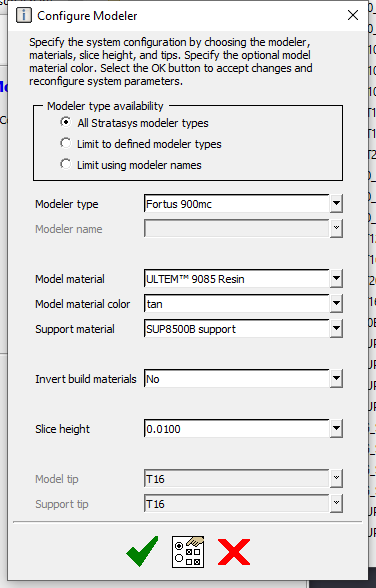 Configure Modeler
Specify the system configuration by choosing the modeler,
materials, slice height, and tips. Specify the optional model
material color. Select the OK button to accept changes and
reconfigure system parameters.
Modeler type availability
All Stratasys modeler types
Limit to defined modeler types
Limit using modeler names
Modeler type Fortus 900mc
Modeler name
Model material ULTEM™ 9085 Resin
Model material color tan
Support material SUP8500B support
Invert build materials No
Slice height 0.0100
Model tip T16
Support tip T16